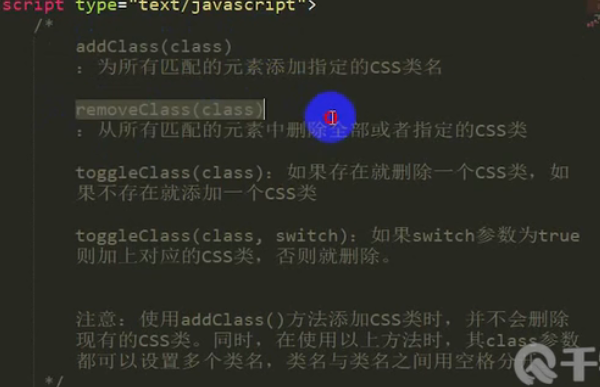 script type="text/javascript">
/*
addClass(class)
：为所有匹配的元素添加指定的CSS类名
removeClass(class)
：从所有匹配的元素中删除全部或者指定的CSS类
toggleClass(class)：如果存在就删除一个CSS类，如
果不存在就添加一个CSS类
toggleClass(class, switch)：如果switch参数为true
则加上对应的CSS类，否则就删除。
注意：使用addClass()方法添加CSS类时，并不会删除
现有的CSS类。同时，在使用以上方法时，其class参数
都可以设置多个类名，类名与类名之间用空格分
*/